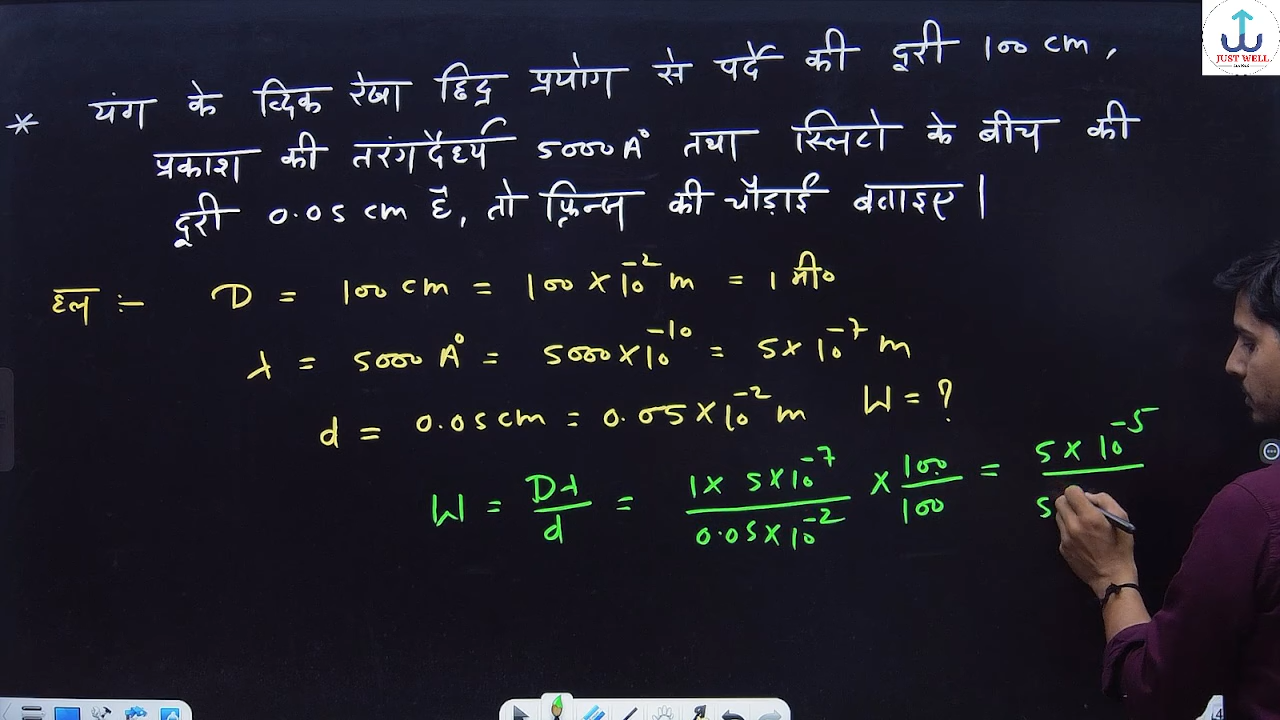 JUST WELL
* यंग के द्विक रेखा छिद्र प्रयोग से पर्दे की दूरी 100 cm,
प्रकाश की तरंगदैर्ध्य 5000 A° तथा स्लिटो के बीच की
दूरी 0.05 cm है, तो फ्रिन्ज की चौड़ाई बताइए।
हल :- D = 100 cm = 100 × 10⁻² m = 1 मी०
λ = 5000 A° = 5000 × 10⁻¹⁰ = 5 × 10⁻⁷ m
d = 0.05 cm = 0.05 × 10⁻² m W = ?
W = Dλ/d = 1 × 5 × 10⁻⁷/0.05 × 10⁻² × 100/100 = 5 × 10⁻⁵/5